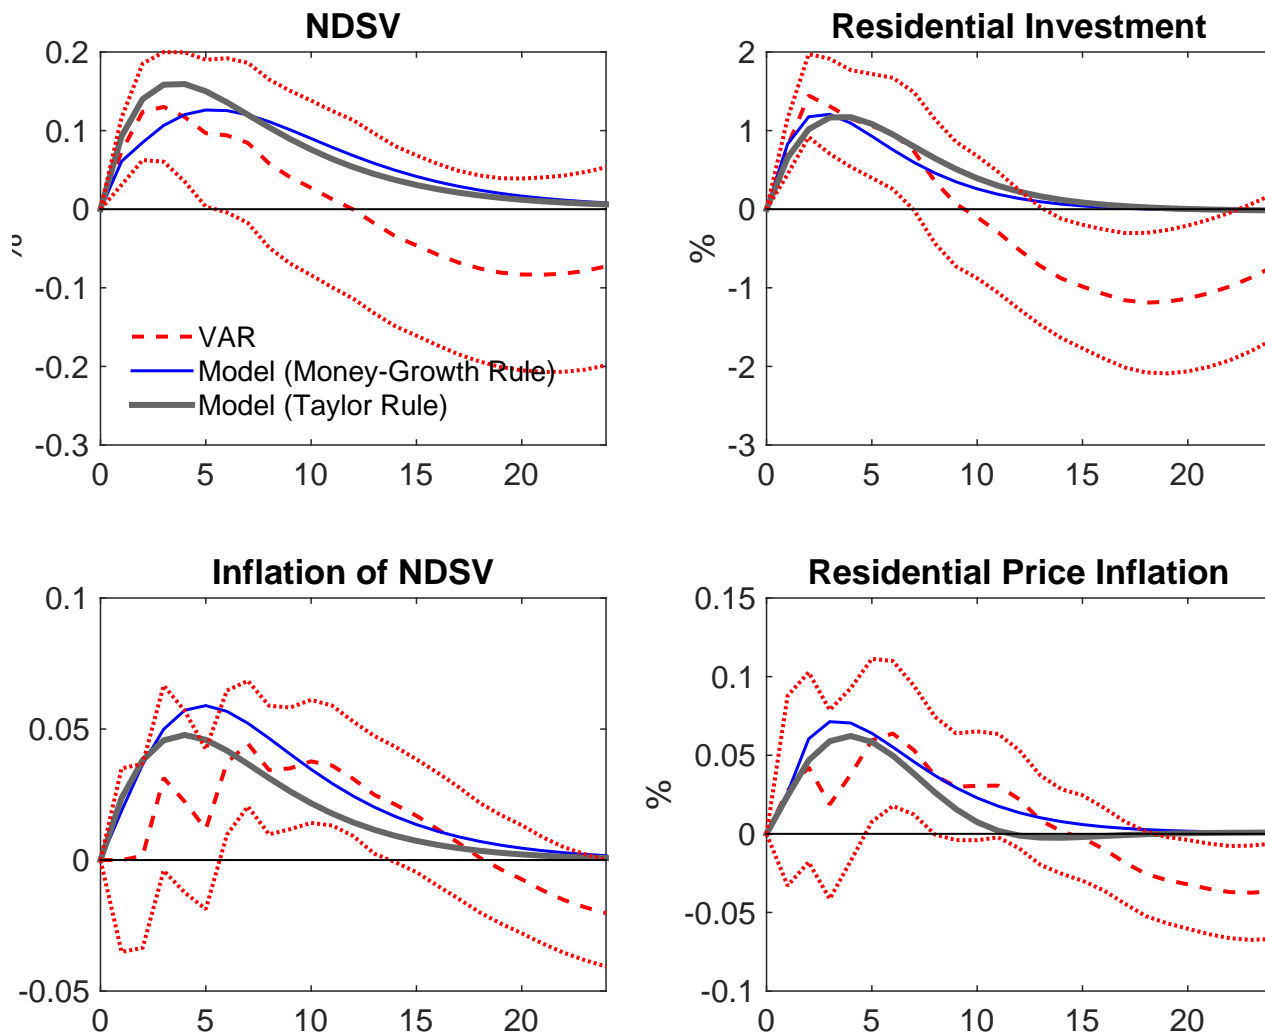 NDSV
Residential Investment
0.2
0.1
0
-0.1
-0.2
-0.3
%
VAR
Model (Money-Growth Rule)
Model (Taylor Rule)
0 5 10 15 20
2
1
0
-1
-2
-3
%
0 5 10 15 20
Inflation of NDSV
Residential Price Inflation
0.1
0.05
0
-0.05
0 5 10 15 20
0.15
0.1
0.05
0
-0.05
-0.1
%
0 5 10 15 20